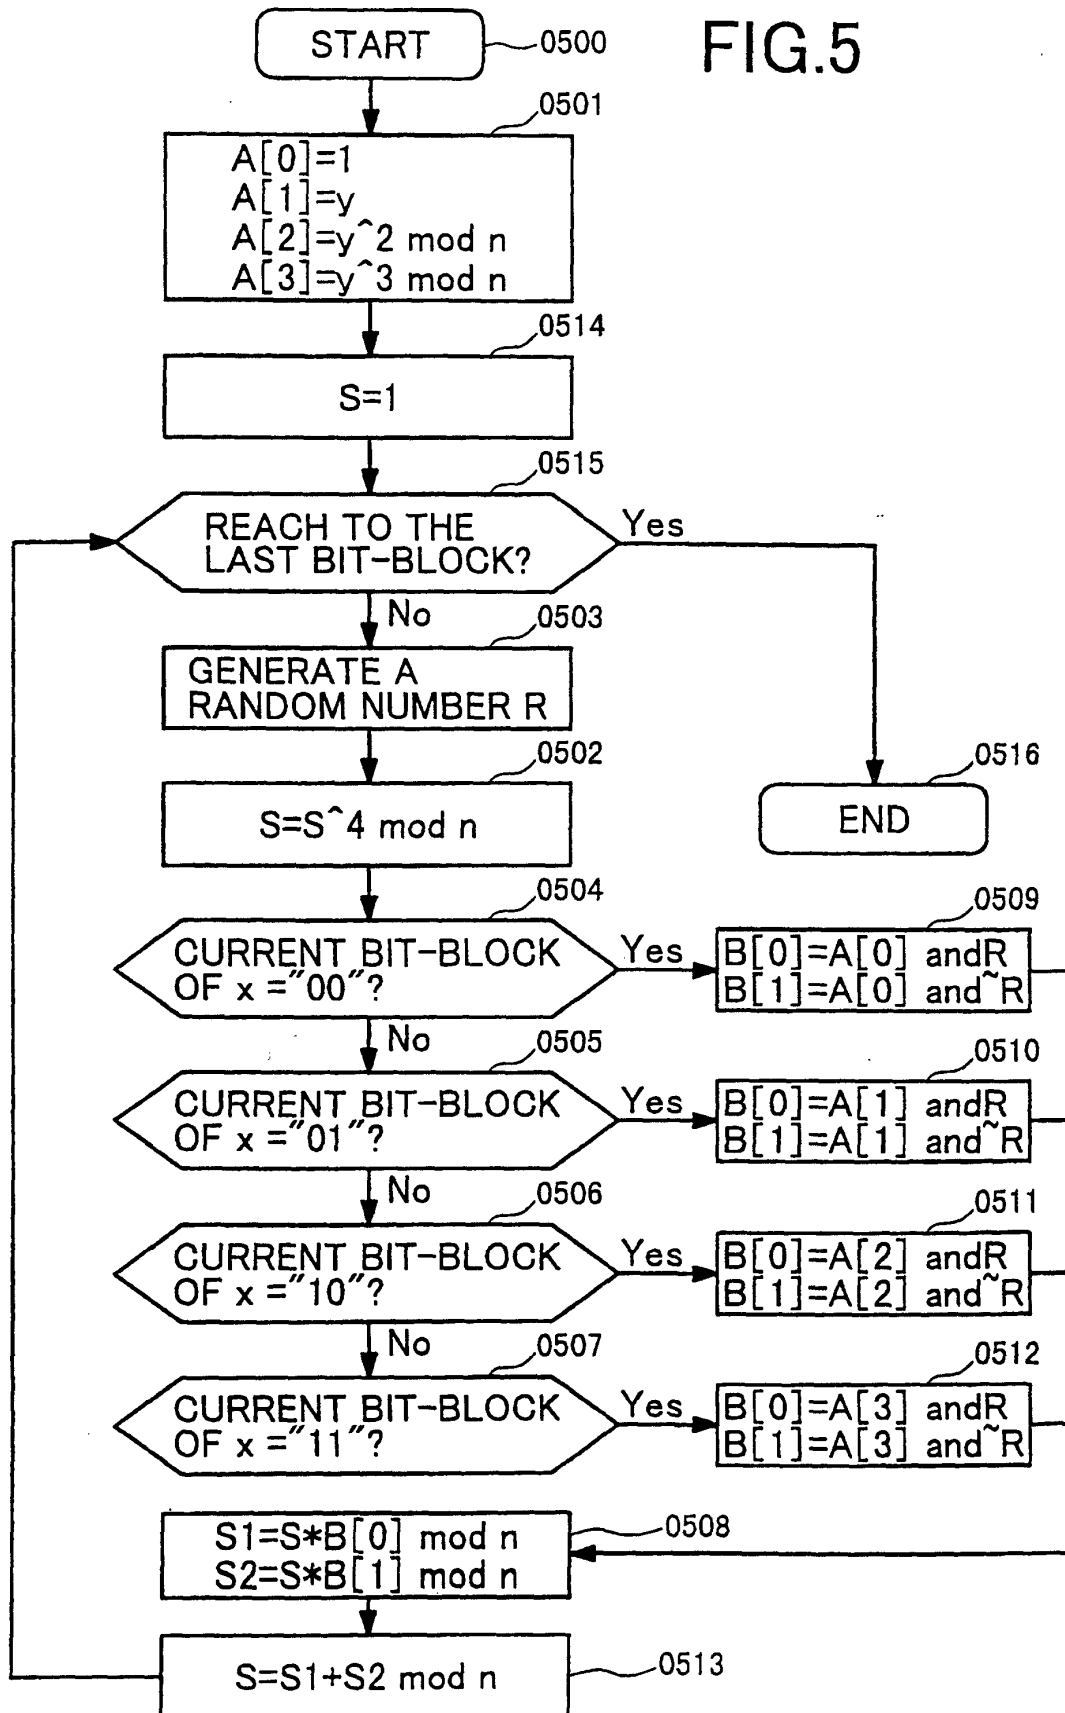 START
0500
FIG.5
0501
A[0]=1
A[1]=y
A[2]=y^2 mod n
A[3]=y^3 mod n
0514
S=1
0515
REACH TO THE
LAST BIT-BLOCK?
Yes
No
0503
GENERATE A
RANDOM NUMBER R
0502
S=S^4 mod n
0516
END
0504
CURRENT BIT-BLOCK
OF x ="00"?
Yes
No
0509
B[0]=A[0] andR
B[1]=A[0] and~R
0505
CURRENT BIT-BLOCK
OF x ="01"?
Yes
No
0510
B[0]=A[1] andR
B[1]=A[1] and~R
0506
CURRENT BIT-BLOCK
OF x ="10"?
Yes
No
0511
B[0]=A[2] andR
B[1]=A[2] and~R
0507
CURRENT BIT-BLOCK
OF x ="11"?
Yes
0512
B[0]=A[3] andR
B[1]=A[3] and~R
S1=S*B[0] mod n
S2=S*B[1] mod n
0508
S=S1+S2 mod n
0513